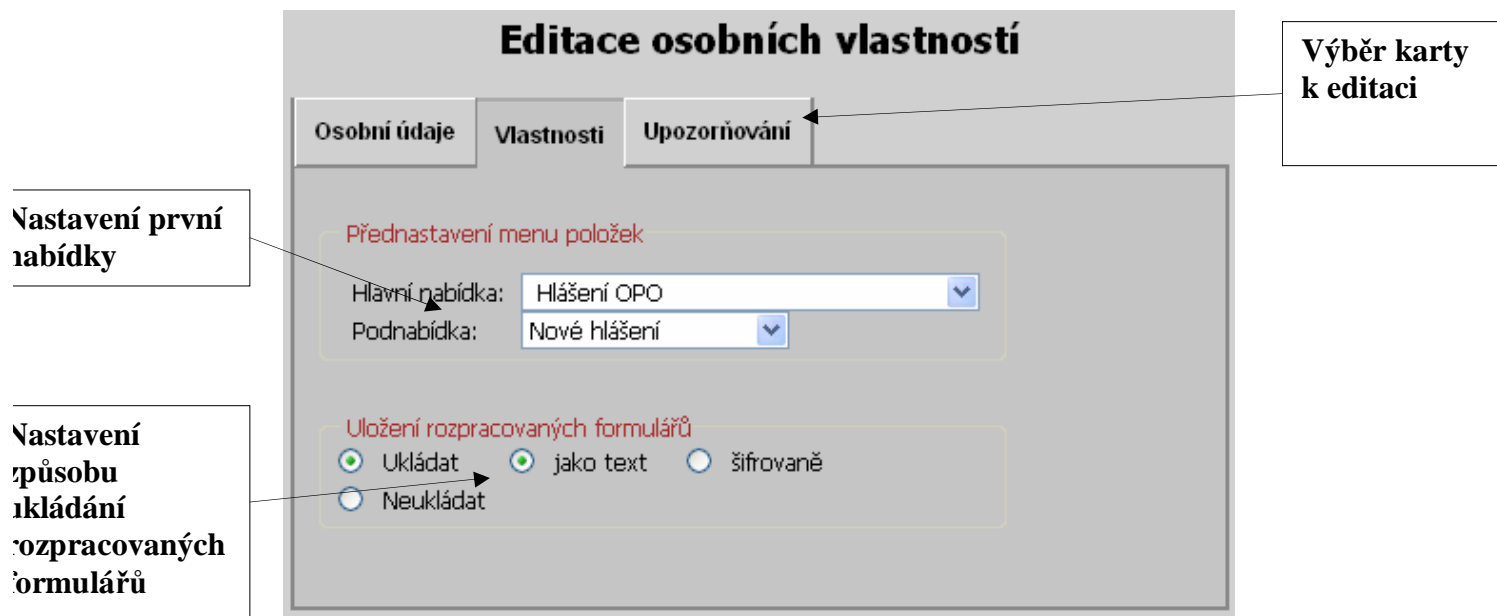 Editace osobních vlastností
Výběr karty
k editaci
Osobní údaje
Vlastnosti
Upozorňování
Nastavení první
nabídky
Přednastavení menu položek
Hlavní nabídka:
Hlášení OPO
Podnabídka:
Nové hlášení
Nastavení
způsobu
ukládání
rozpracovaných
formulářů
Uložení rozpracovaných formulářů
Ukládat
jako text
šifrovaně
Neukládat